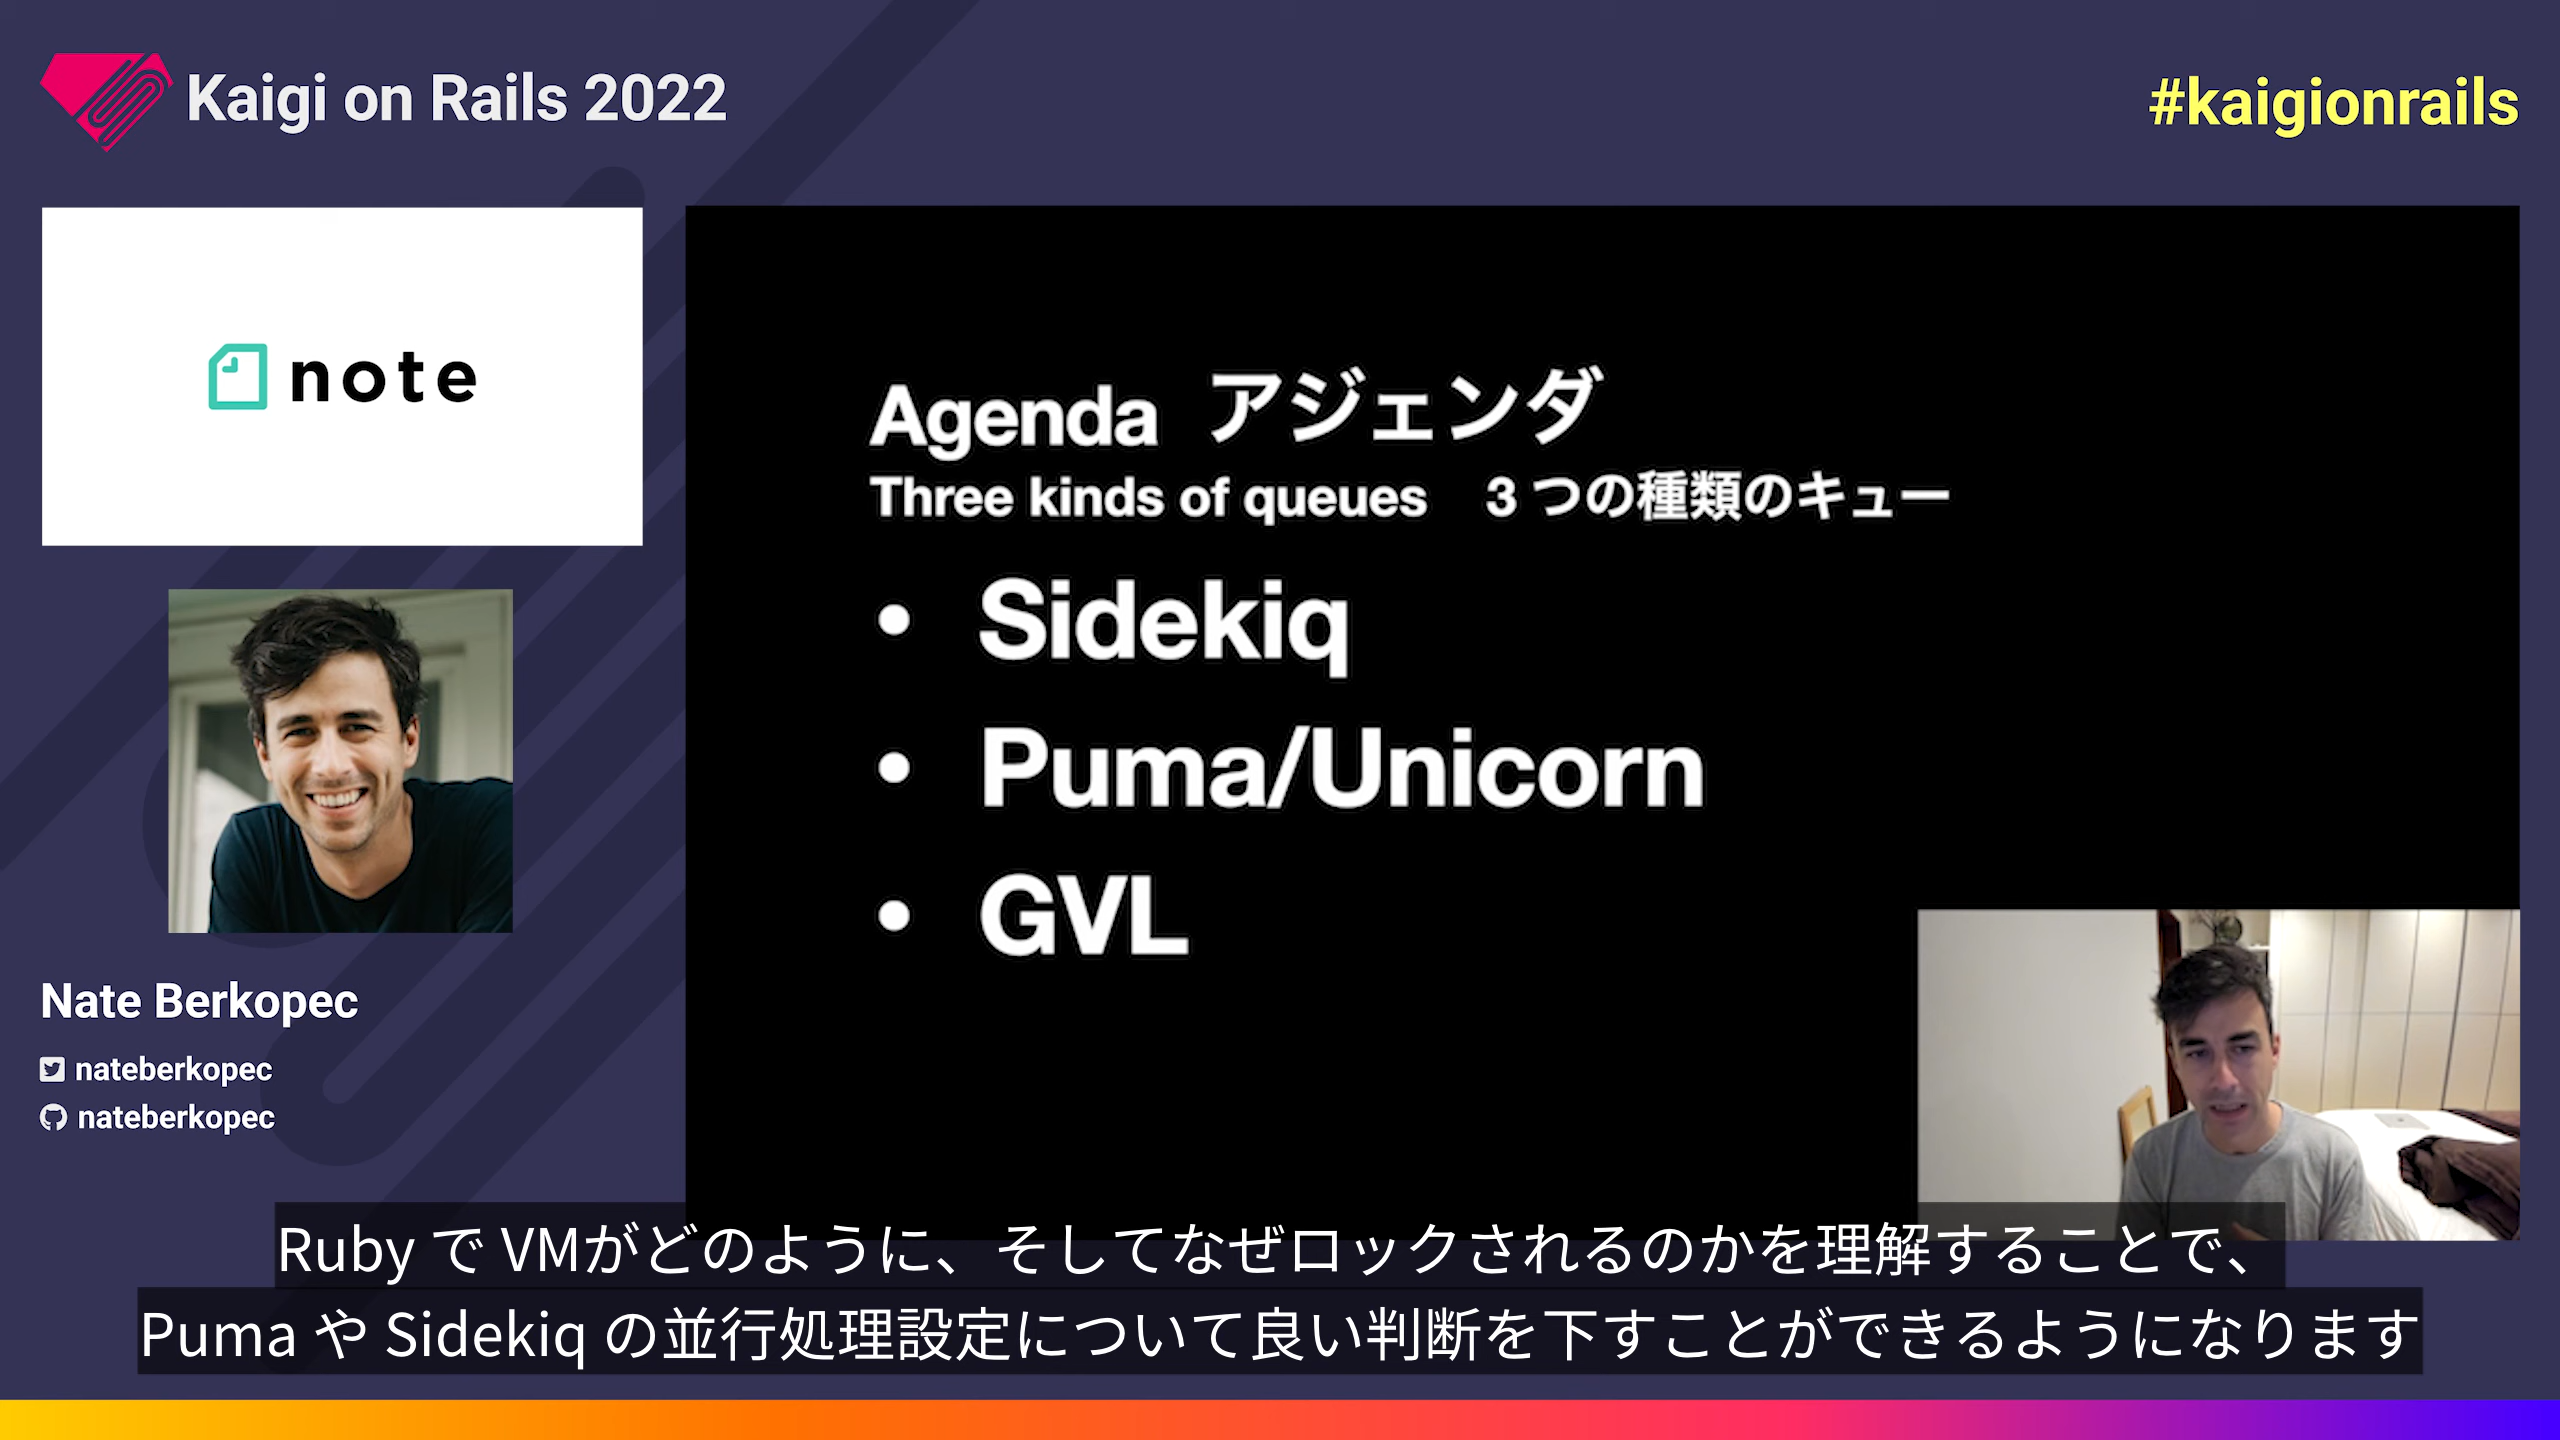 Kaigi on Rails 2022
#kaigionrails
note
Nate Berkopec
nateberkopec
nateberkopec
Agenda アジェンダ
Three kinds of queues 3つの種類のキュー
• Sidekiq
• Puma/Unicorn
• GVL
Ruby で VMがどのように、そしてなぜロックされるのかを理解することで、
Puma や Sidekiq の並行処理設定について良い判断を下すことができるようになります